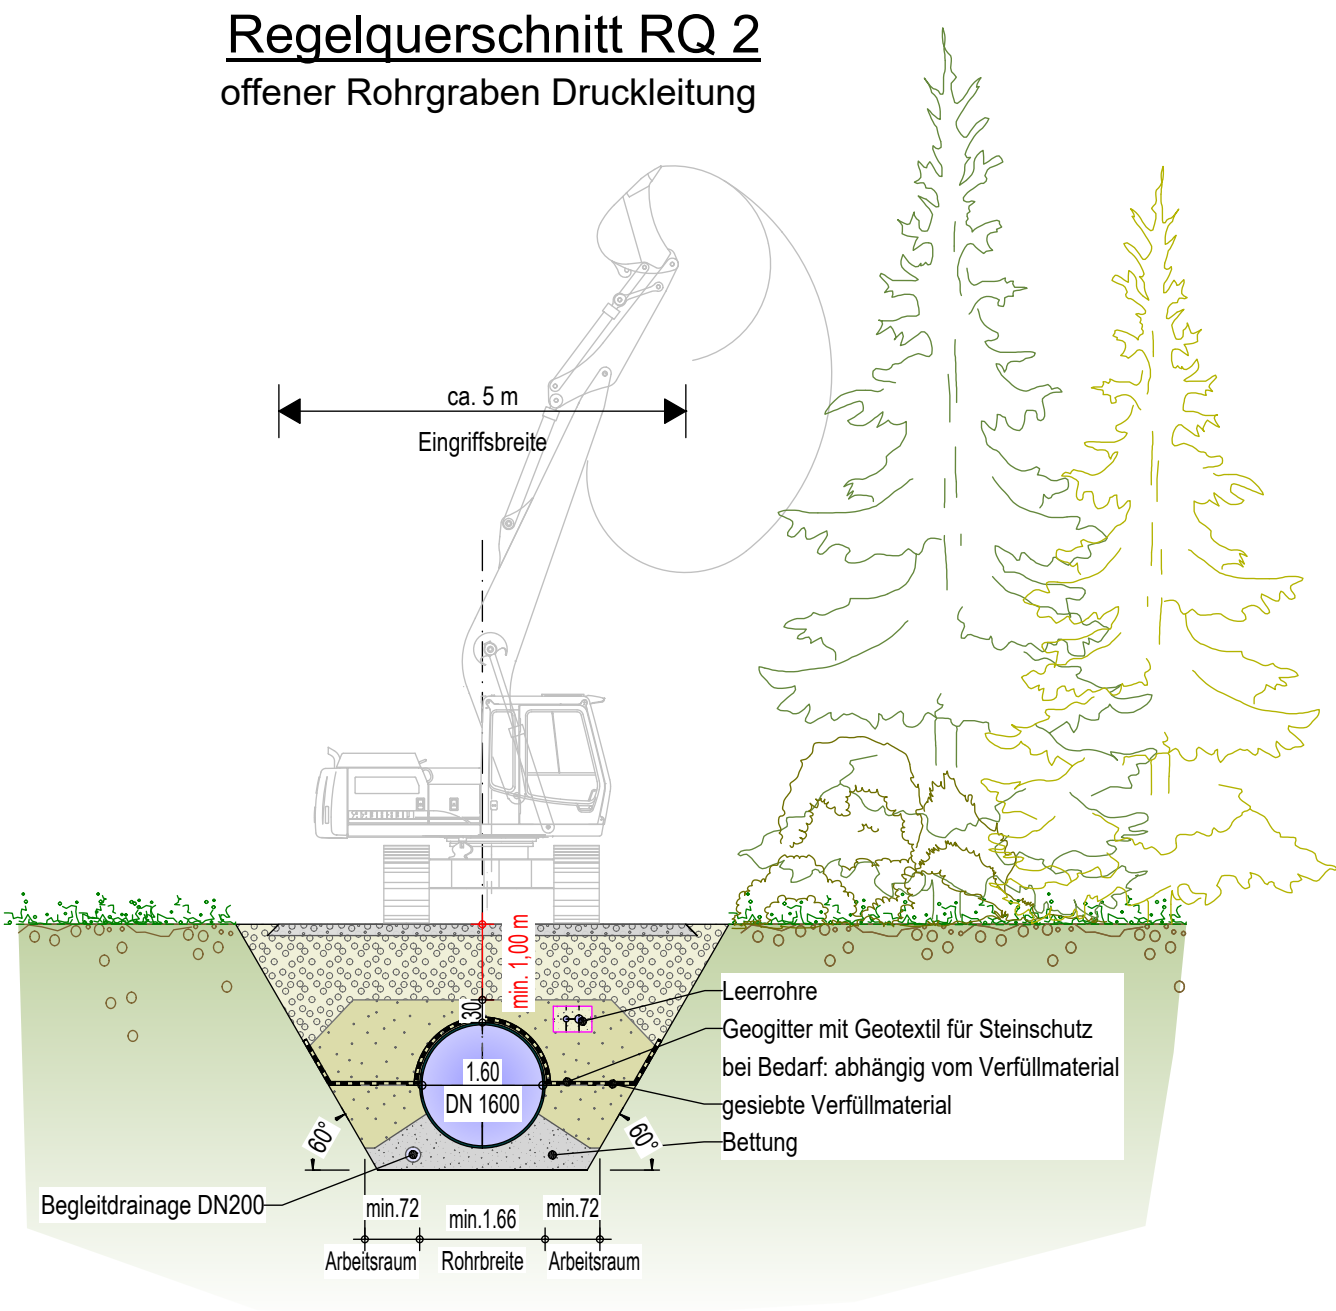 Regelquerschnitt RQ 2
offener Rohrgraben Druckleitung
ca. 5 m
Eingriffsbreite
min. 1,00 m
30
1.60
DN 1600
60°
60°
Leerrohre
Geogitter mit Geotextil für Steinschutz
bei Bedarf: abhängig vom Verfüllmaterial
gesiebte Verfüllmaterial
Bettung
Begleitdrainage DN200
min.72
min.1.66
min.72
Arbeitsraum
Rohrbreite
Arbeitsraum